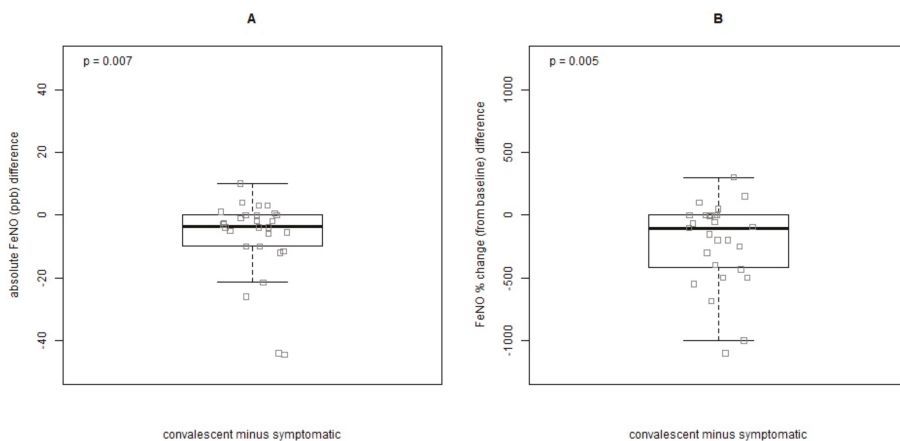 A
p = 0.007
absolute FeNO (ppb) difference
40
20
0
-20
-40
convalescent minus symptomatic
B
p = 0.005
FeNO % change (from baseline) difference
1000
500
0
-500
-1000
convalescent minus symptomatic